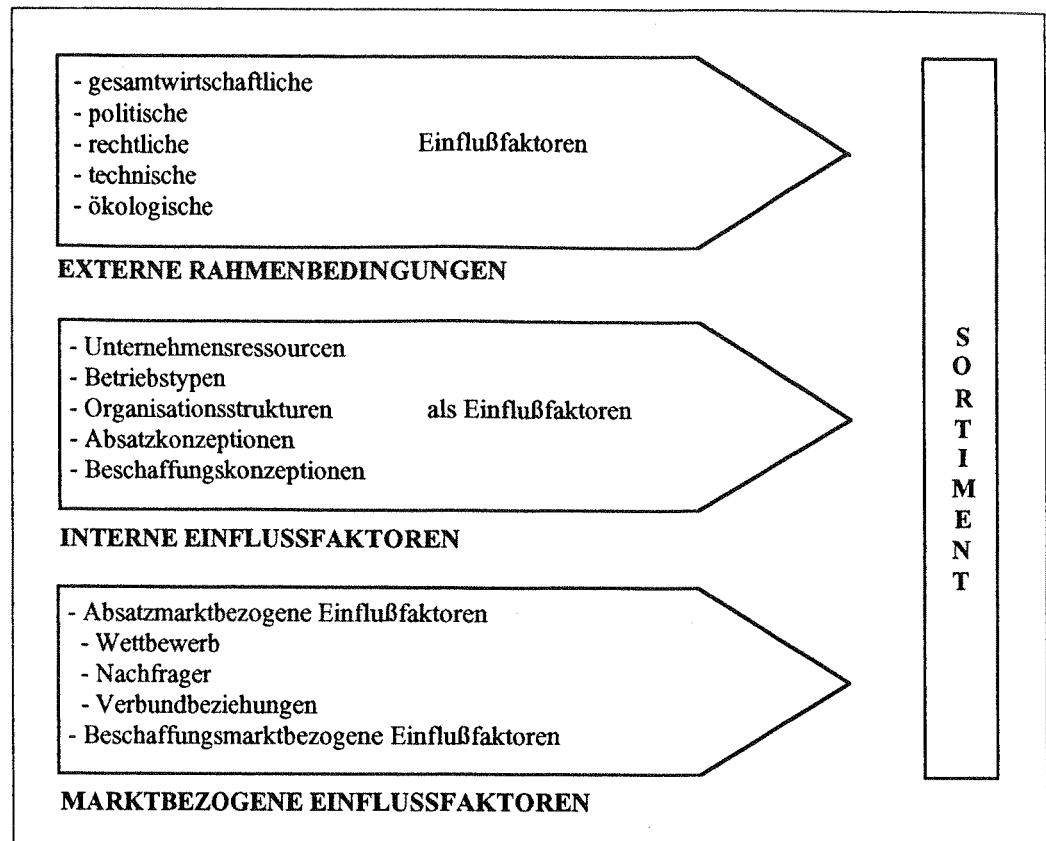 - gesamtwirtschaftliche
- politische
- rechtliche Einflußfaktoren
- technische
- ökologische
EXTERNE RAHMENBEDINGUNGEN
- Unternehmensressourcen
- Betriebstypen
- Organisationsstrukturen als Einflußfaktoren
- Absatzkonzeptionen
- Beschaffungskonzeptionen
INTERNE EINFLUSSFAKTOREN
- Absatzmarktbezogene Einflußfaktoren
- Wettbewerb
- Nachfrager
- Verbundbeziehungen
- Beschaffungsmarktbezogene Einflußfaktoren
MARKTBEZOGENE EINFLUSSFAKTOREN
SORTIMENT